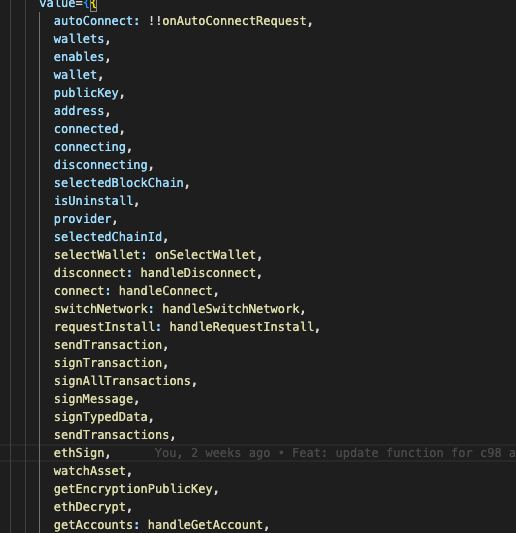 value={{
autoConnect: !!onAutoConnectRequest,
wallets,
enables,
wallet,
publicKey,
address,
connected,
connecting,
disconnecting,
selectedBlockChain,
isUninstall,
provider,
selectedChainId,
selectWallet: onSelectWallet,
disconnect: handleDisconnect,
connect: handleConnect,
switchNetwork: handleSwitchNetwork,
requestInstall: handleRequestInstall,
sendTransaction,
signTransaction,
signAllTransactions,
signMessage,
signTypedData,
sendTransactions,
ethSign, You, 2 weeks ago • Feat: update function for c98 a
watchAsset,
getEncryptionPublicKey,
ethDecrypt,
getAccounts: handleGetAccount,